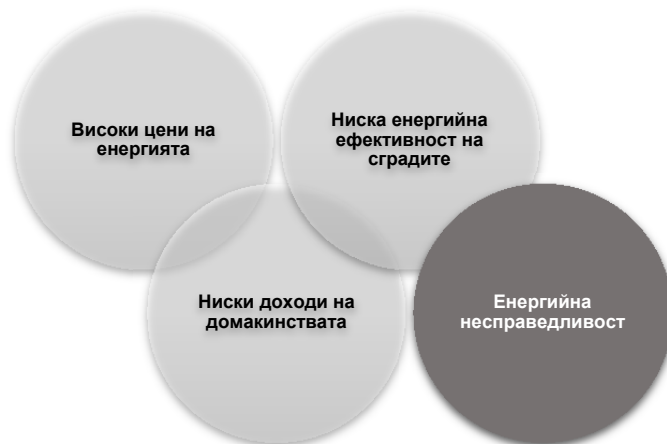 Високи цени на
енергията
Ниска енергийна
ефективност на
сградите
Ниски доходи на
домакинствата
Енергийна
несправедливост